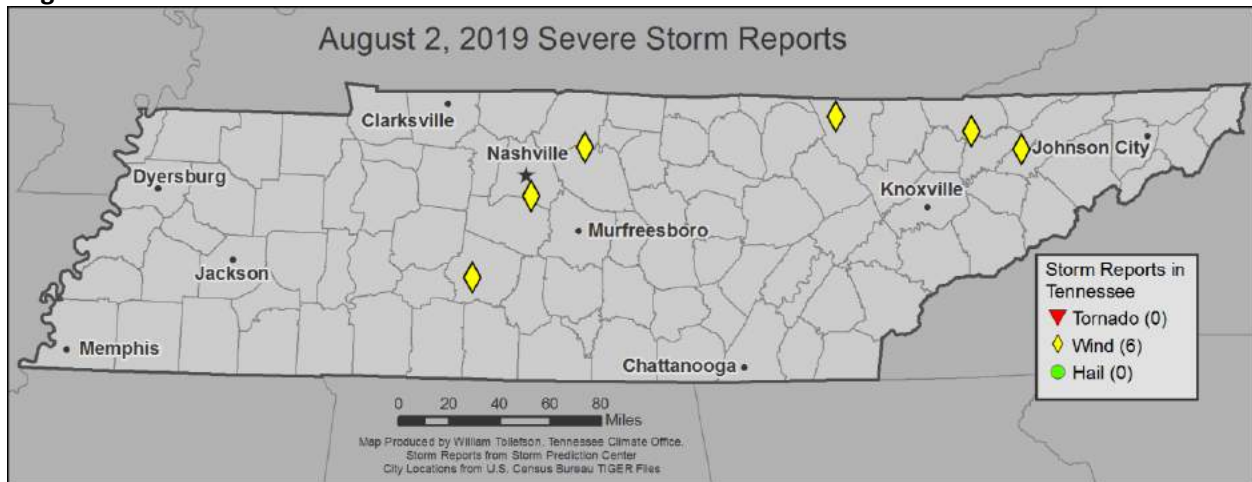 August 2, 2019 Severe Storm Reports
Clarksville
Nashville
Johnson City
Dyersburg
Knoxville
Murfreesboro
Jackson
Storm Reports in
Tennessee
Tornado (0)
Wind (6)
Hail (0)
Memphis
Chattanooga
0 20 40 60 80
Miles
Map Produced by William Tollefson, Tennessee Climate Office.
Storm Reports from Storm Prediction Center
City Locations from U.S. Census Bureau TIGER Files